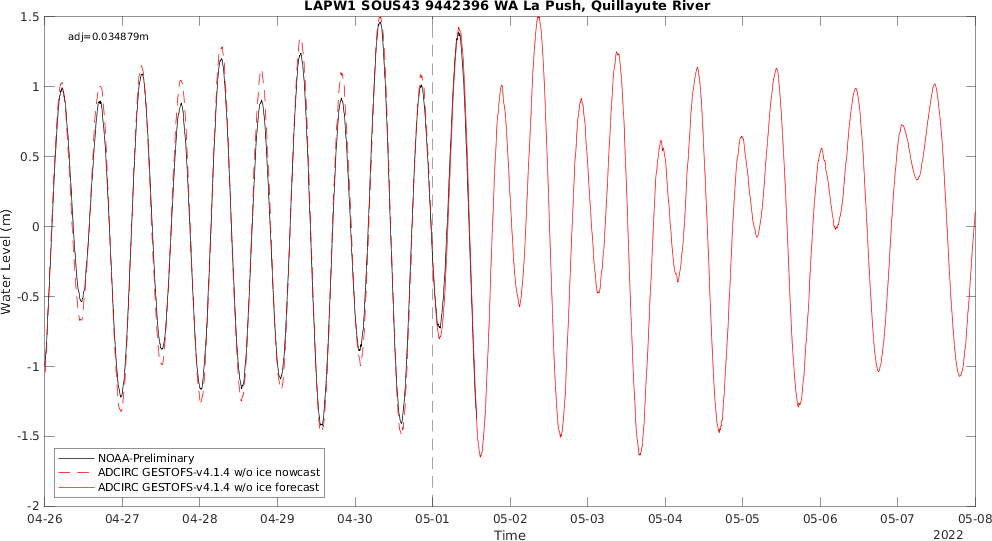 LAPW1 SOUS43 9442396 WA La Push, Quillayute River
adj=0.034879m
1.5
1
0.5
0
-0.5
-1
-1.5
-2
Water Level (m)
NOAA-Preliminary
ADCIRC GESTOFS-v4.1.4 w/o ice nowcast
ADCIRC GESTOFS-v4.1.4 w/o ice forecast
04-26 04-27 04-28 04-29 04-30 05-01 05-02 05-03 05-04 05-05 05-06 05-07 05-08
Time
2022